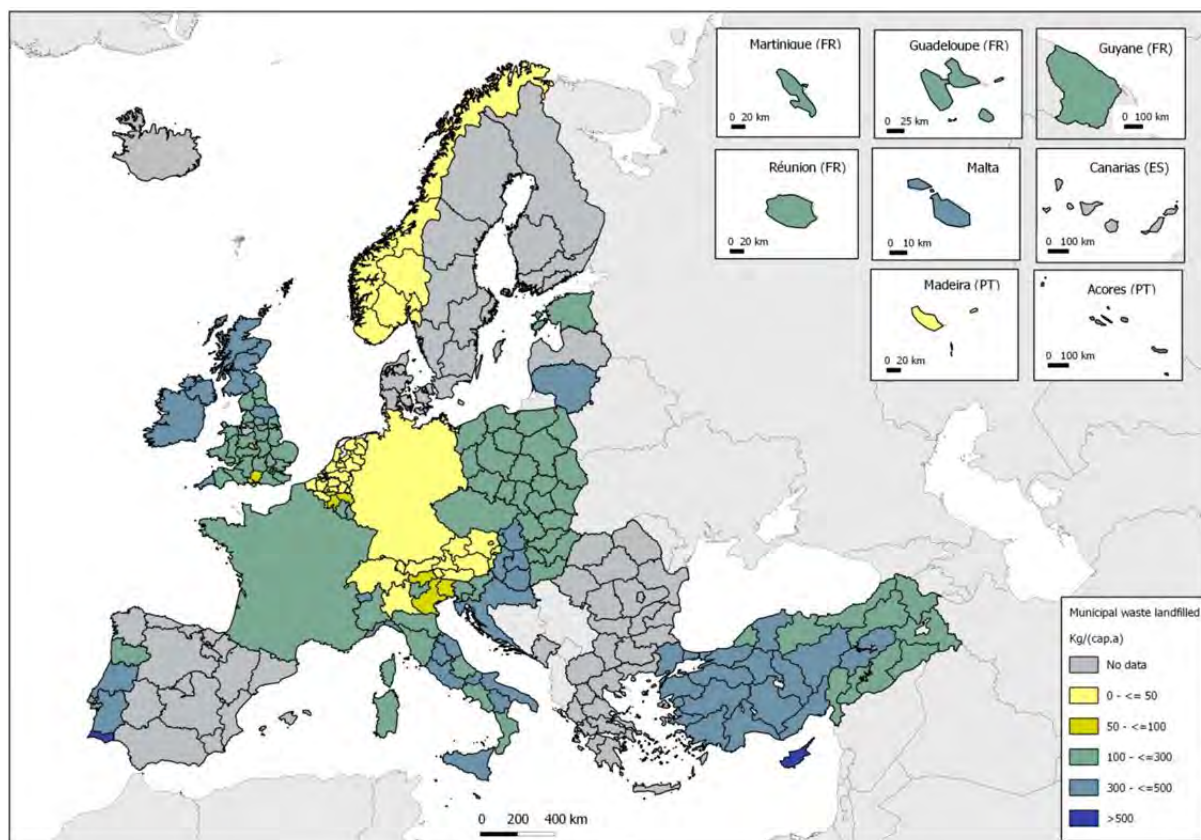 Martinique (FR)
0 20 km
Guadeloupe (FR)
0 25 km
Guyane (FR)
0 100 km
Réunion (FR)
0 20 km
Malta
0 10 km
Canarias (ES)
0 100 km
Madeira (PT)
0 20 km
Acores (PT)
0 100 km
Municipal waste landfilled
Kg/(cap.a)
No data
0 - <= 50
50 - <=100
100 - <=300
300 - <=500
>500
0 200 400 km